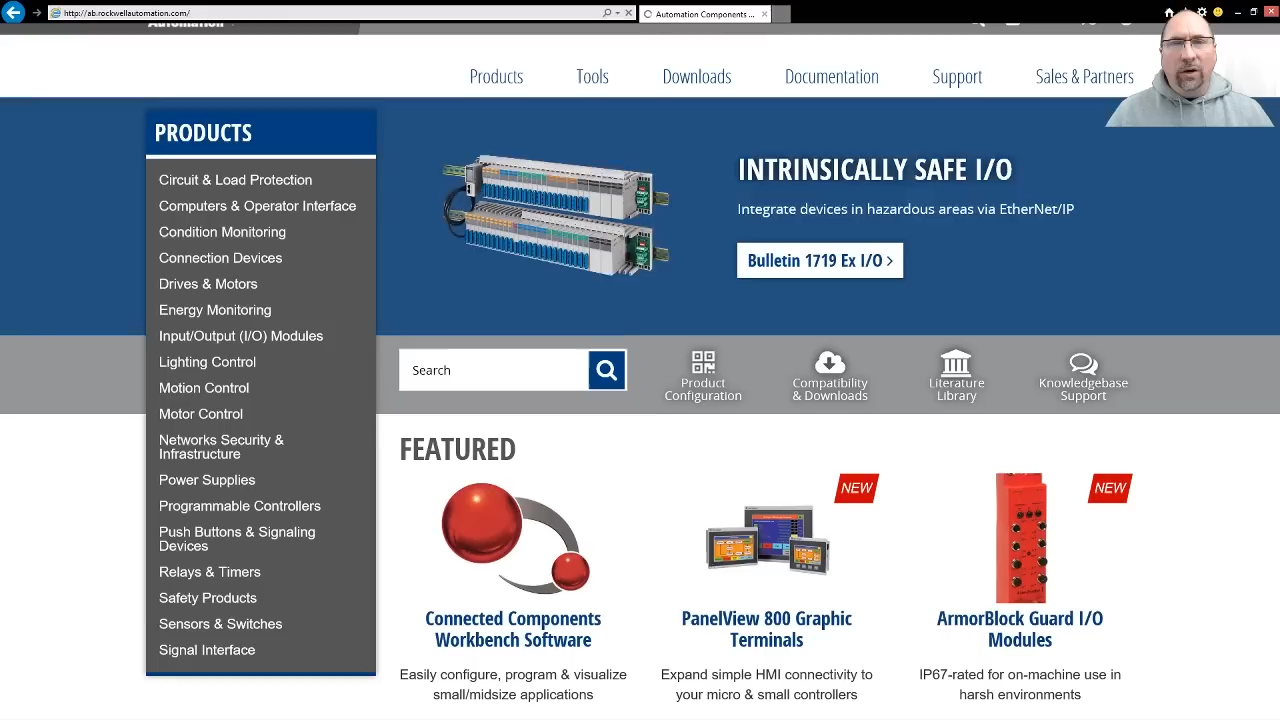 http://ab.rockwellautomation.com/
Automation Components ...
Automation
Products
Tools
Downloads
Documentation
Support
Sales & Partners
PRODUCTS
Circuit & Load Protection
Computers & Operator Interface
Condition Monitoring
Connection Devices
Drives & Motors
Energy Monitoring
Input/Output (I/O) Modules
Lighting Control
Motion Control
Motor Control
Networks Security &
Infrastructure
Power Supplies
Programmable Controllers
Push Buttons & Signaling
Devices
Relays & Timers
Safety Products
Sensors & Switches
Signal Interface
INTRINSICALLY SAFE I/O
Integrate devices in hazardous areas via EtherNet/IP
Bulletin 1719 Ex I/O >
Search
Product
Configuration
Compatibility
& Downloads
Literature
Library
Knowledgebase
Support
FEATURED
Connected Components
Workbench Software
Easily configure, program & visualize
small/midsize applications
NEW
PanelView 800 Graphic
Terminals
Expand simple HMI connectivity to
your micro & small controllers
NEW
ArmorBlock Guard I/O
Modules
IP67-rated for on-machine use in
harsh environments